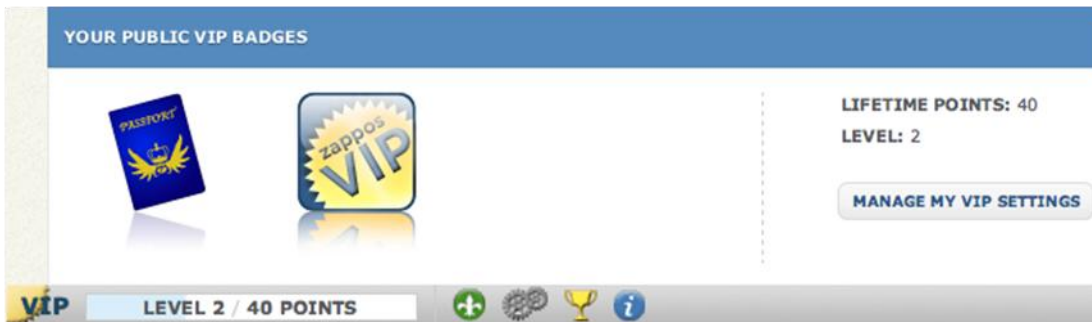 YOUR PUBLIC VIP BADGES
PASSPORT
zappos
VIP
LIFETIME POINTS: 40
LEVEL: 2
MANAGE MY VIP SETTINGS
VIP
LEVEL 2 / 40 POINTS
i